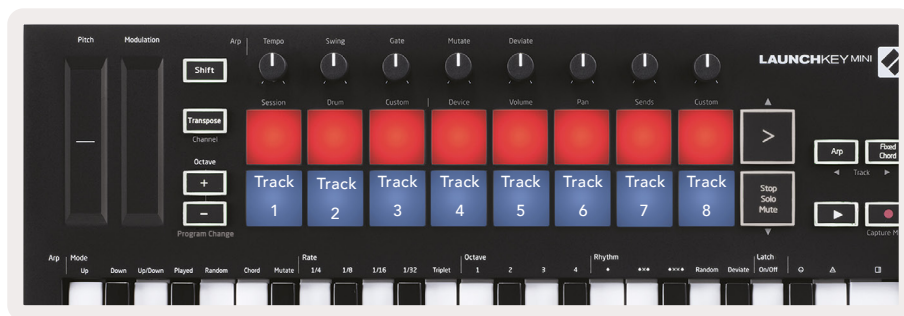 Pitch Modulation Arp Tempo Swing Gate Mutate Deviate
LAUNCHKEY MINI
Shift
Session Drum Custom Device Volume Pan Sends Custom
Transpose
Channel
>
Arp Fixed Chord
Octave
Track
+
Track 1 Track 2 Track 3 Track 4 Track 5 Track 6 Track 7 Track 8
Stop
Solo
Mute
-
Program Change
Capture M
Arp Mode Rate Octave Rhythm Latch
Up Down Up/Down Played Random Chord Mutate 1/4 1/8 1/16 1/32 Triplet 1 2 3 4 Random Deviate On/Off